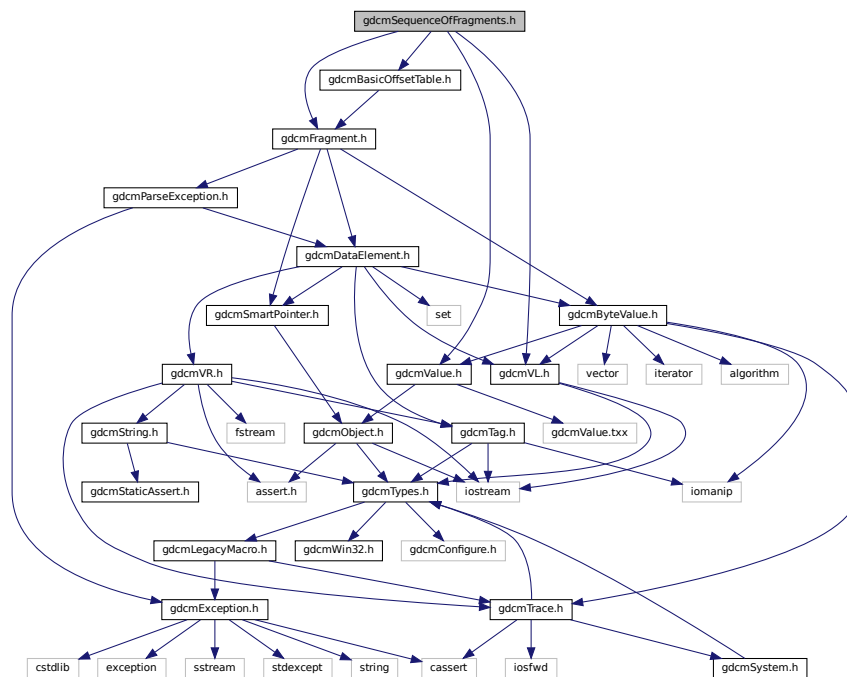 gdcmSequenceOfFragments.h
gdcmBasicOffsetTable.h
gdcmFragment.h
gdcmParseException.h
gdcmDataElement.h
gdcmSmartPointer.h
set
gdcmByteValue.h
gdcmVR.h
gdcmValue.h
gdcmVL.h
vector
iterator
algorithm
gdcmString.h
fstream
gdcmObject.h
gdcmTag.h
gdcmValue.txx
gdcmStaticAssert.h
assert.h
gdcmTypes.h
iostream
iomanip
gdcmLegacyMacro.h
gdcmWin32.h
gdcmConfigure.h
gdcmException.h
gdcmTrace.h
cstdlib
exception
sstream
stdexcept
string
cassert
iosfwd
gdcmSystem.h